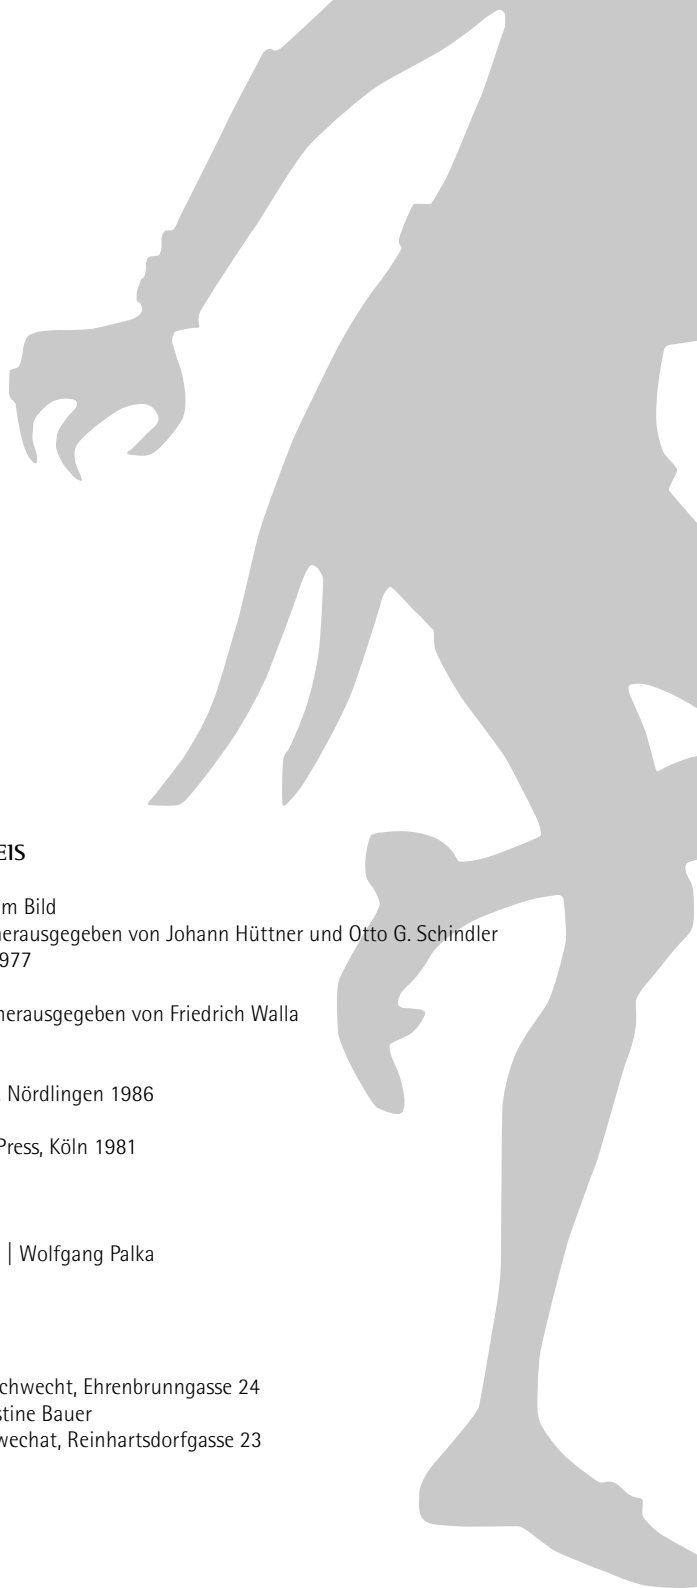 EIS
m Bild
herausgegeben von Johann Hüttner und Otto G. Schindler
977
herausgegeben von Friedrich Walla
. Nördlingen 1986
Press, Köln 1981
| Wolfgang Palka
chwecht, Ehrenbrunngasse 24
stine Bauer
wechat, Reinhartsdorfgasse 23